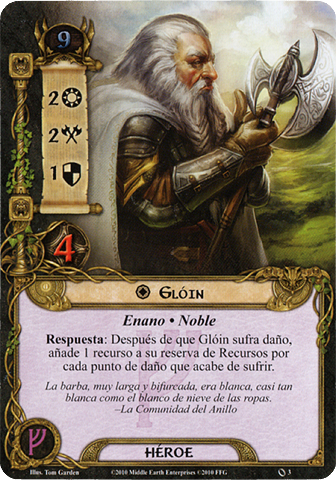 9
2
2
1
4
Glóin
Enano • Noble
Respuesta: Después de que Glóin sufra daño,
añade 1 recurso a su reserva de Recursos por
cada punto de daño que acabe de sufrir.
La barba, muy larga y bifurcada, era blanca, casi tan
blanca como el blanco de nieve de las ropas.
–La Comunidad del Anillo
HÉROE
Illus. Tom Garden
©2010 Middle Earth Enterprises ©2010 FFG
3